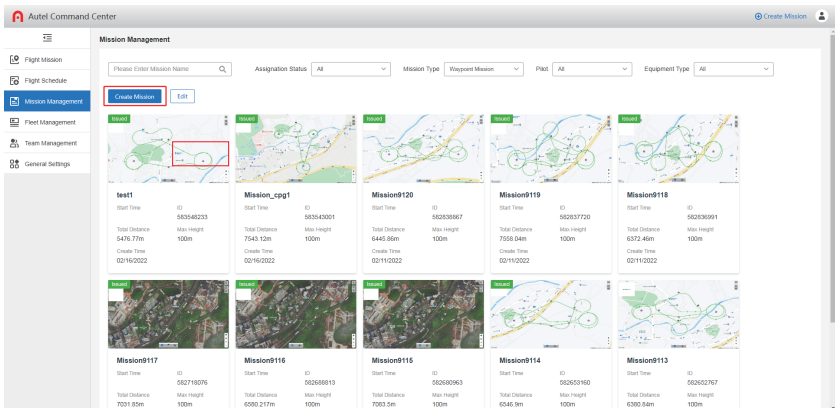 Autel Command Center
Create Mission
Flight Mission
Flight Schedule
Mission Management
Fleet Management
Team Management
General Settings
Mission Management
Please Enter Mission Name
Assignation Status All
Mission Type Waypoint Mission
Pilot All
Equipment Type All
Create Mission Edit
Issued Issued Issued Issued Issued
test1 Mission_cpg1 Mission9120 Mission9119 Mission9118
Start Time ID Start Time ID Start Time ID Start Time ID Start Time ID
583548233 583543001 582838867 582837720 582836991
Total Distance Max Height Total Distance Max Height Total Distance Max Height Total Distance Max Height Total Distance Max Height
5476.77m 100m 7543.12m 100m 6445.86m 100m 7558.04m 100m 6372.46m 100m
Create Time Create Time Create Time Create Time Create Time
02/16/2022 02/16/2022 02/11/2022 02/11/2022 02/11/2022
Issued Issued Issued Issued Issued
Mission9117 Mission9116 Mission9115 Mission9114 Mission9113
Start Time ID Start Time ID Start Time ID Start Time ID Start Time ID
582718076 582688813 582680963 582653160 582652767
Total Distance Max Height Total Distance Max Height Total Distance Max Height Total Distance Max Height Total Distance Max Height
7031.85m 100m 6580.217m 100m 7083.5m 100m 6546.9m 100m 6380.84m 100m